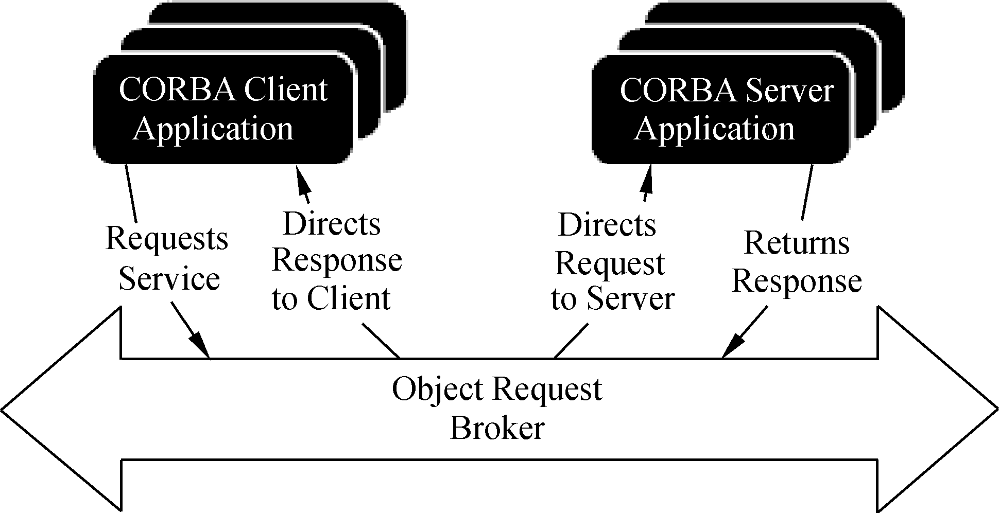 CORBA Client
Application
CORBA Server
Application
Requests
Service
Directs
Response
to Client
Directs
Request
to Server
Returns
Response
Object Request
Broker